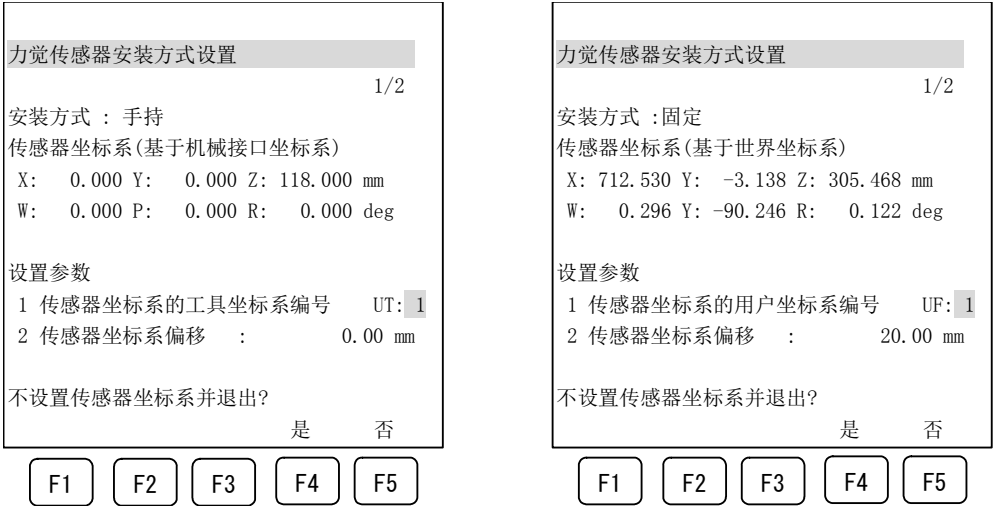 力觉传感器安装方式设置
1/2
安装方式 : 手持
传感器坐标系(基于机械接口坐标系)
X: 0.000 Y: 0.000 Z: 118.000 mm
W: 0.000 P: 0.000 R: 0.000 deg
设置参数
1 传感器坐标系的工具坐标系编号 UT: 1
2 传感器坐标系偏移 : 0.00 mm
不设置传感器坐标系并退出?
是 否
F1 F2 F3 F4 F5
力觉传感器安装方式设置
1/2
安装方式 :固定
传感器坐标系(基于世界坐标系)
X: 712.530 Y: -3.138 Z: 305.468 mm
W: 0.296 Y: -90.246 R: 0.122 deg
设置参数
1 传感器坐标系的用户坐标系编号 UF: 1
2 传感器坐标系偏移 : 20.00 mm
不设置传感器坐标系并退出?
是 否
F1 F2 F3 F4 F5